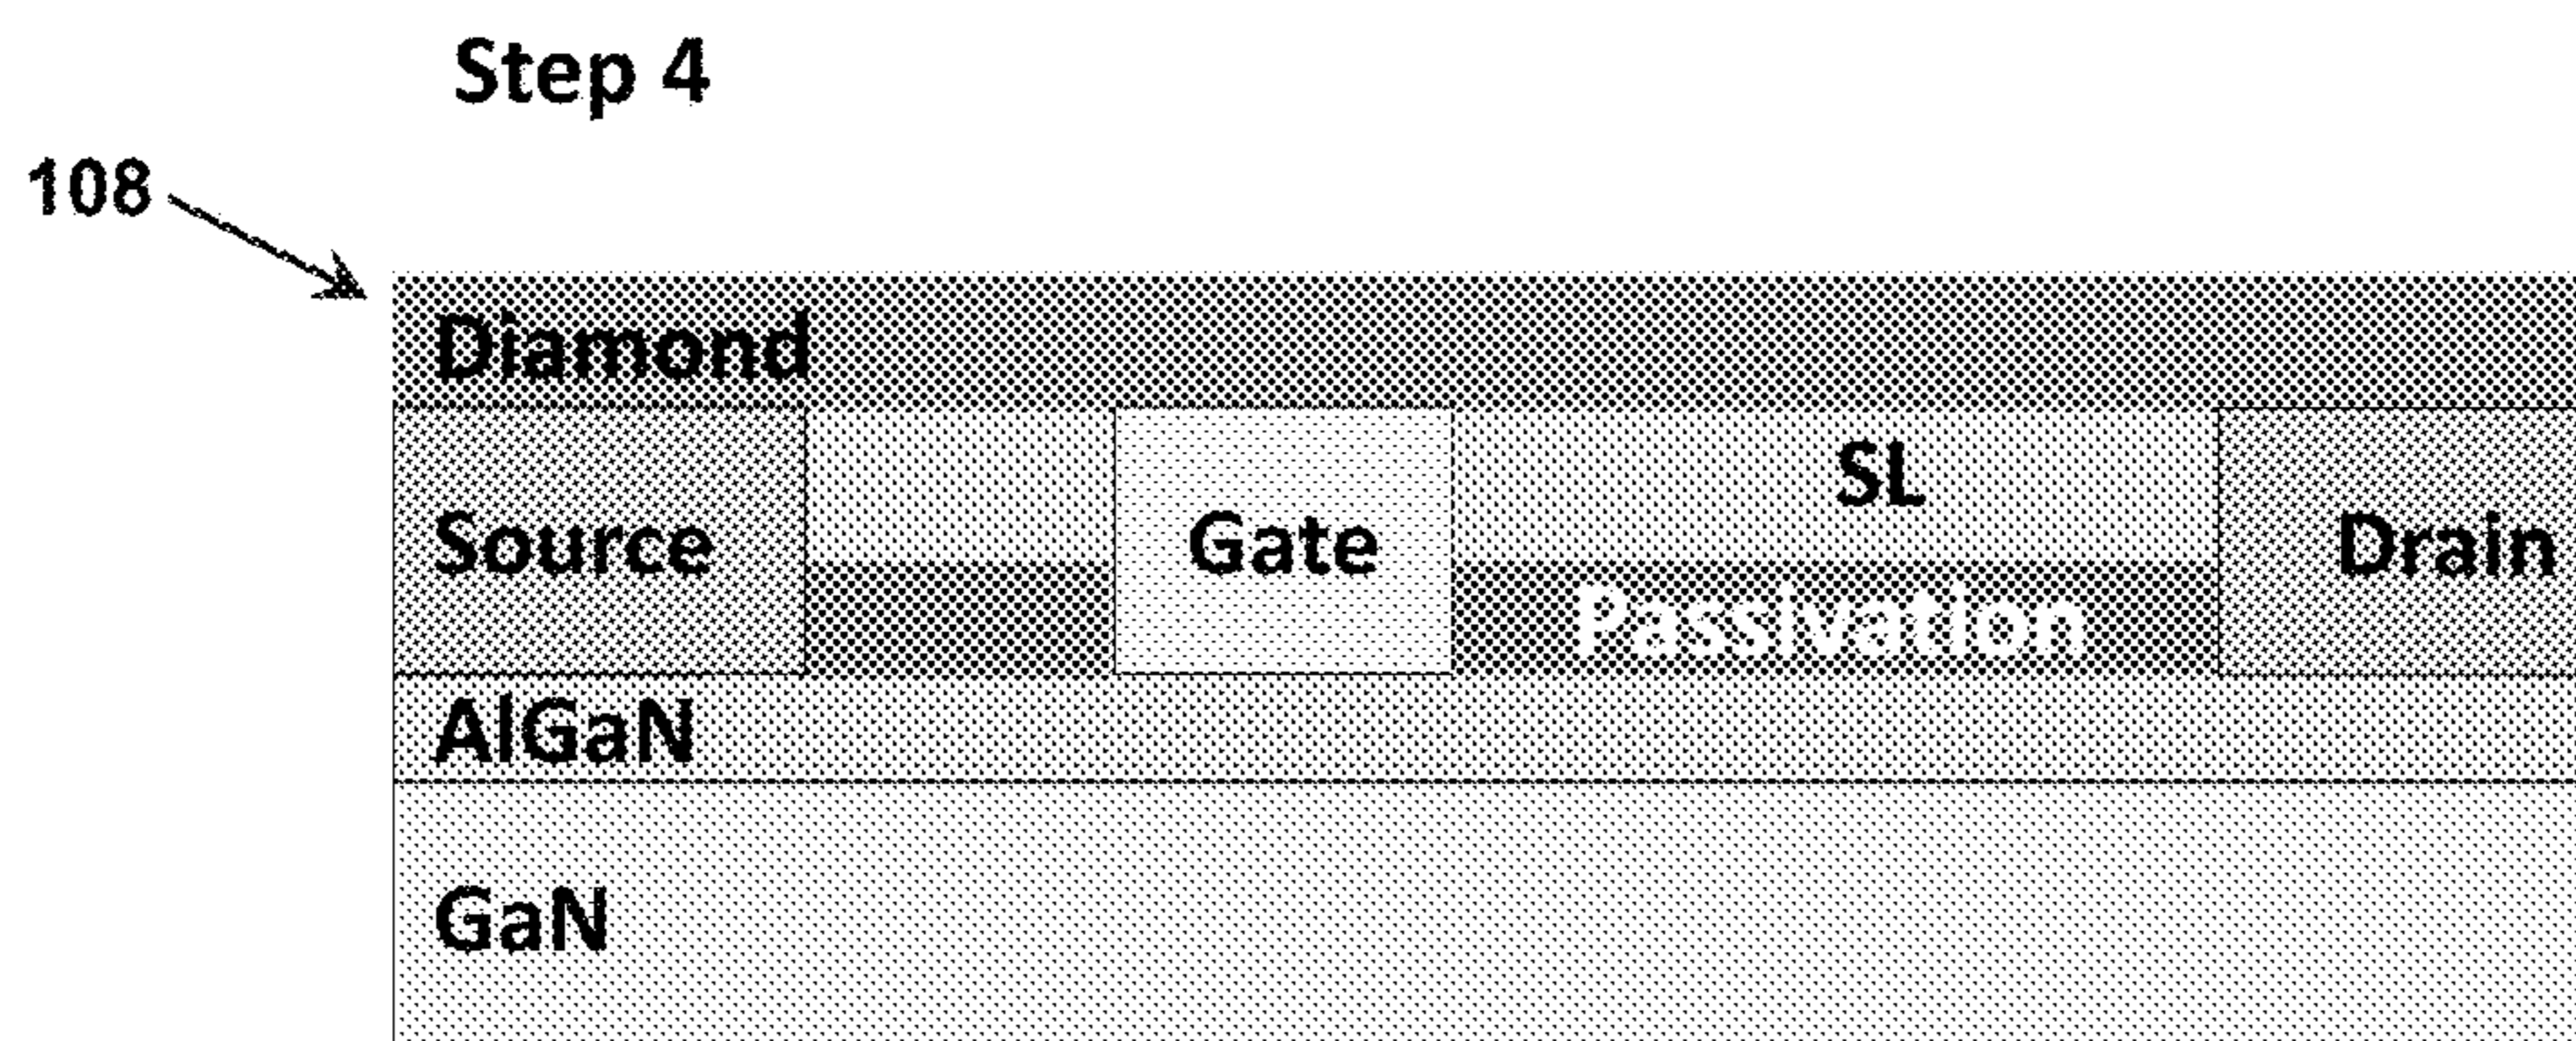 Step 4
108
Diamond
SL
Source
Gate
Drain
Passivation
AlGaN
GaN